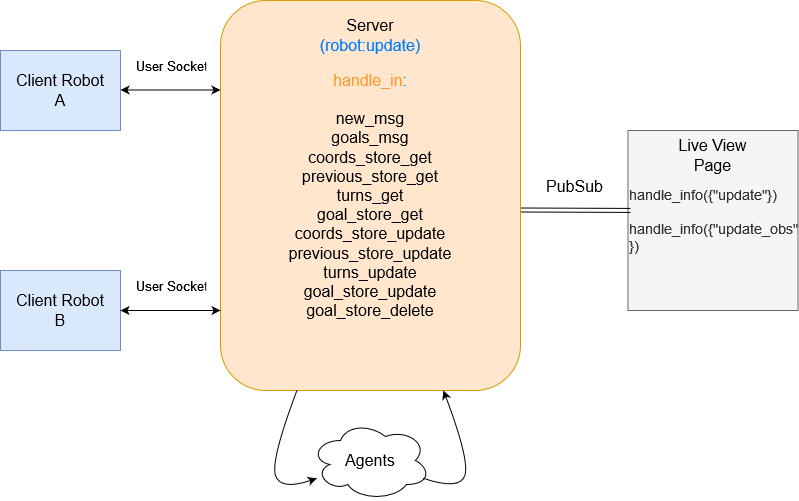 Server
(robot:update)
handle_in:
new_msg
goals_msg
coords_store_get
previous_store_get
turns_get
goal_store_get
coords_store_update
previous_store_update
turns_update
goal_store_update
goal_store_delete
Client Robot
A
User Socket
Client Robot
B
User Socket
PubSub
Live View
Page
handle_info({"update"})
handle_info({"update_obs"
})
Agents